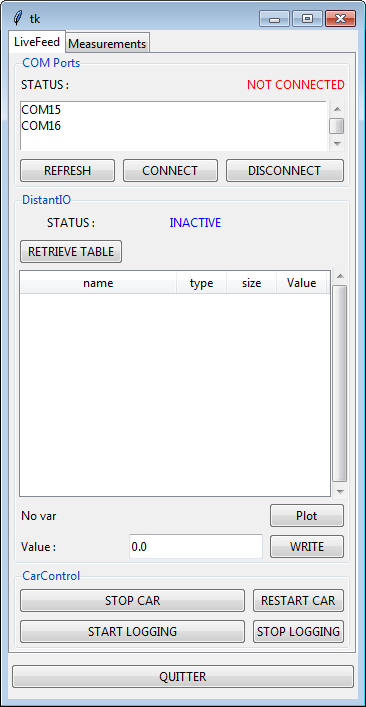 tk
LiveFeed Measurements
COM Ports
STATUS : NOT CONNECTED
COM15
COM16
REFRESH CONNECT DISCONNECT
DistantIO
STATUS : INACTIVE
RETRIEVE TABLE
name type size Value
No var Plot
Value : 0.0 WRITE
CarControl
STOP CAR RESTART CAR
START LOGGING STOP LOGGING
QUITTER